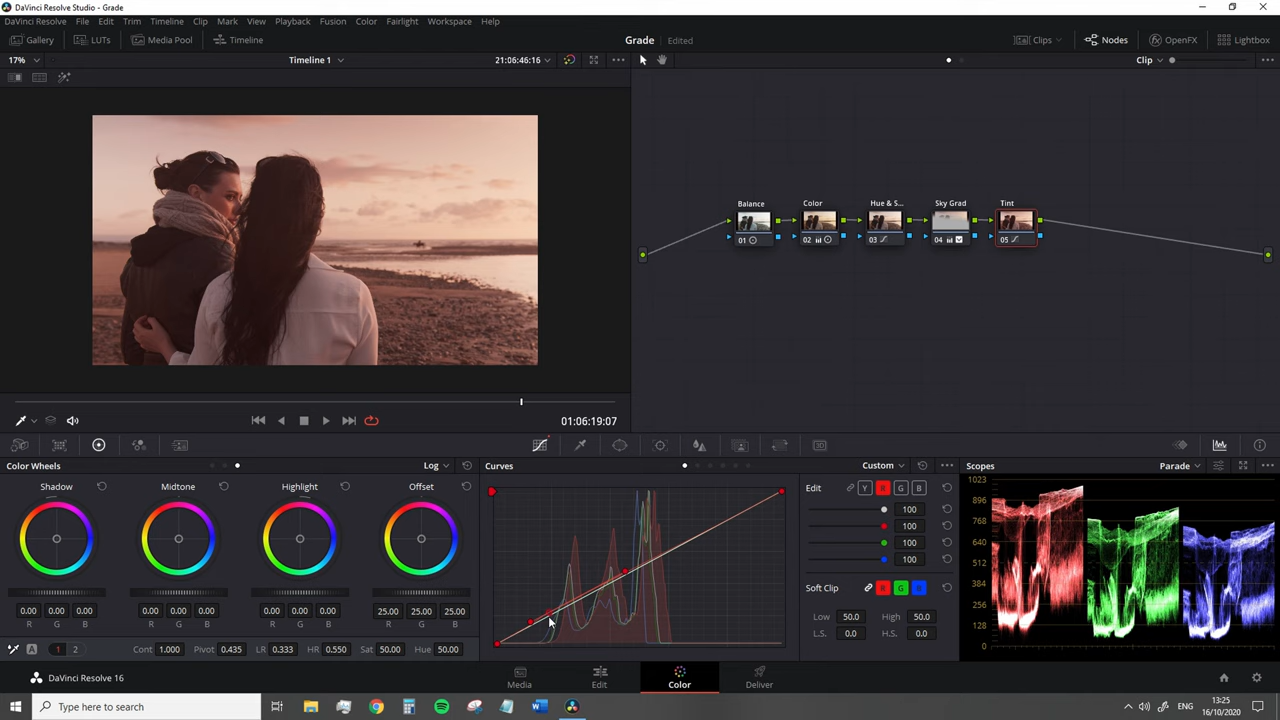 DaVinci Resolve Studio - Grade
DaVinci Resolve File Edit Trim Timeline Clip Mark View Playback Fusion Color Fairlight Workspace Help
Gallery LUTs Media Pool Timeline Grade Edited Clips Nodes OpenFX Lightbox
17% Timeline 1 21:06:46:16 Clip
Balance Color Hue & S... Sky Grad Tint
01 02 03 04 05
01:06:19:07
Color Wheels Log Curves Custom Scopes Parade
Shadow Midtone Highlight Offset
Edit Y R G B
100
100
100
100
Soft Clip R G B
Low 50.0 High 50.0
L.S. 0.0 H.S. 0.0
0.00 0.00 0.00 0.00 0.00 0.00 0.00 0.00 0.00 25.00 25.00 25.00
R G B R G B R G B R G B
A 1 2 Cont 1.000 Pivot 0.435 LR 0.333 HR 0.550 Sat 50.00 Hue 50.00
1023
896
768
640
512
384
256
128
0
DaVinci Resolve 16 Media Edit Color Deliver
Type here to search
W
ENG
13:25
16/10/2020